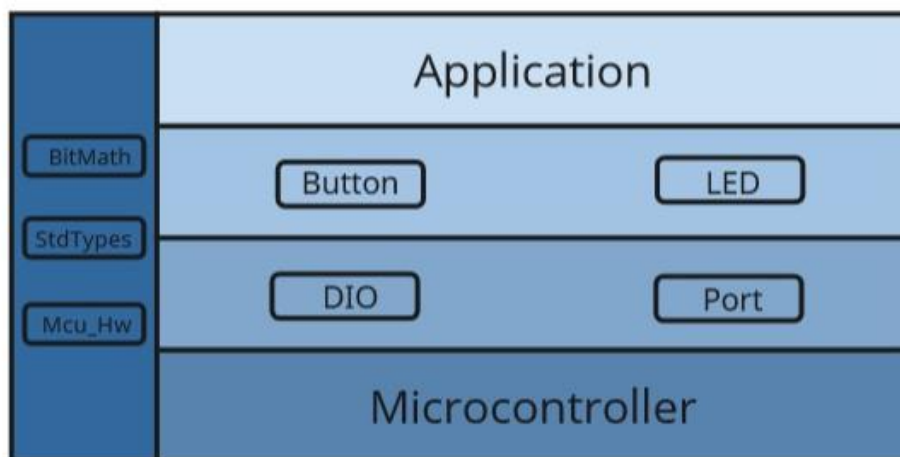 Application
BitMath
Button
LED
StdTypes
DIO
Port
Mcu_Hw
Microcontroller